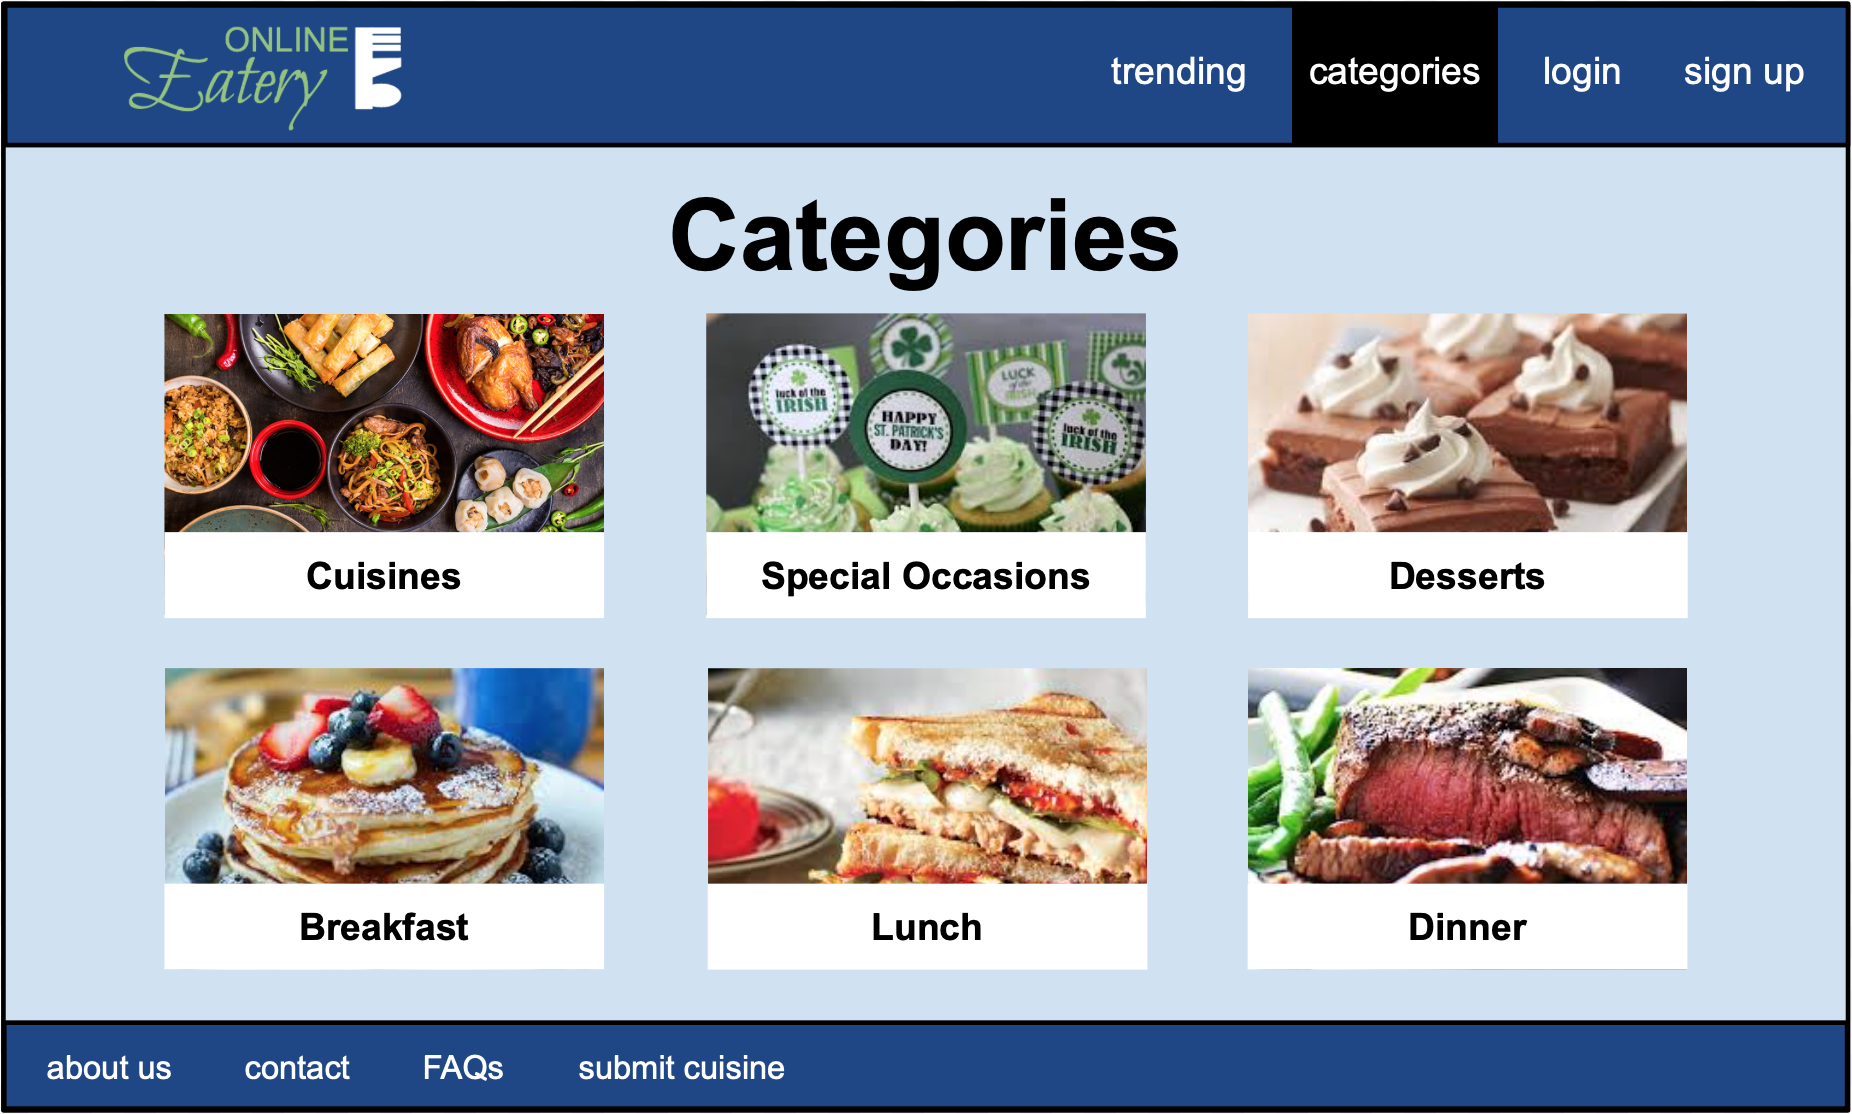 ONLINE
Eatery
trending
categories
login
sign up
Categories
luck of the
IRISH
HAPPY
ST. PATRICK'S
DAY!
LUCK
of the
IRISH
luck of the
IRISH
Cuisines
Special Occasions
Desserts
Breakfast
Lunch
Dinner
about us
contact
FAQs
submit cuisine